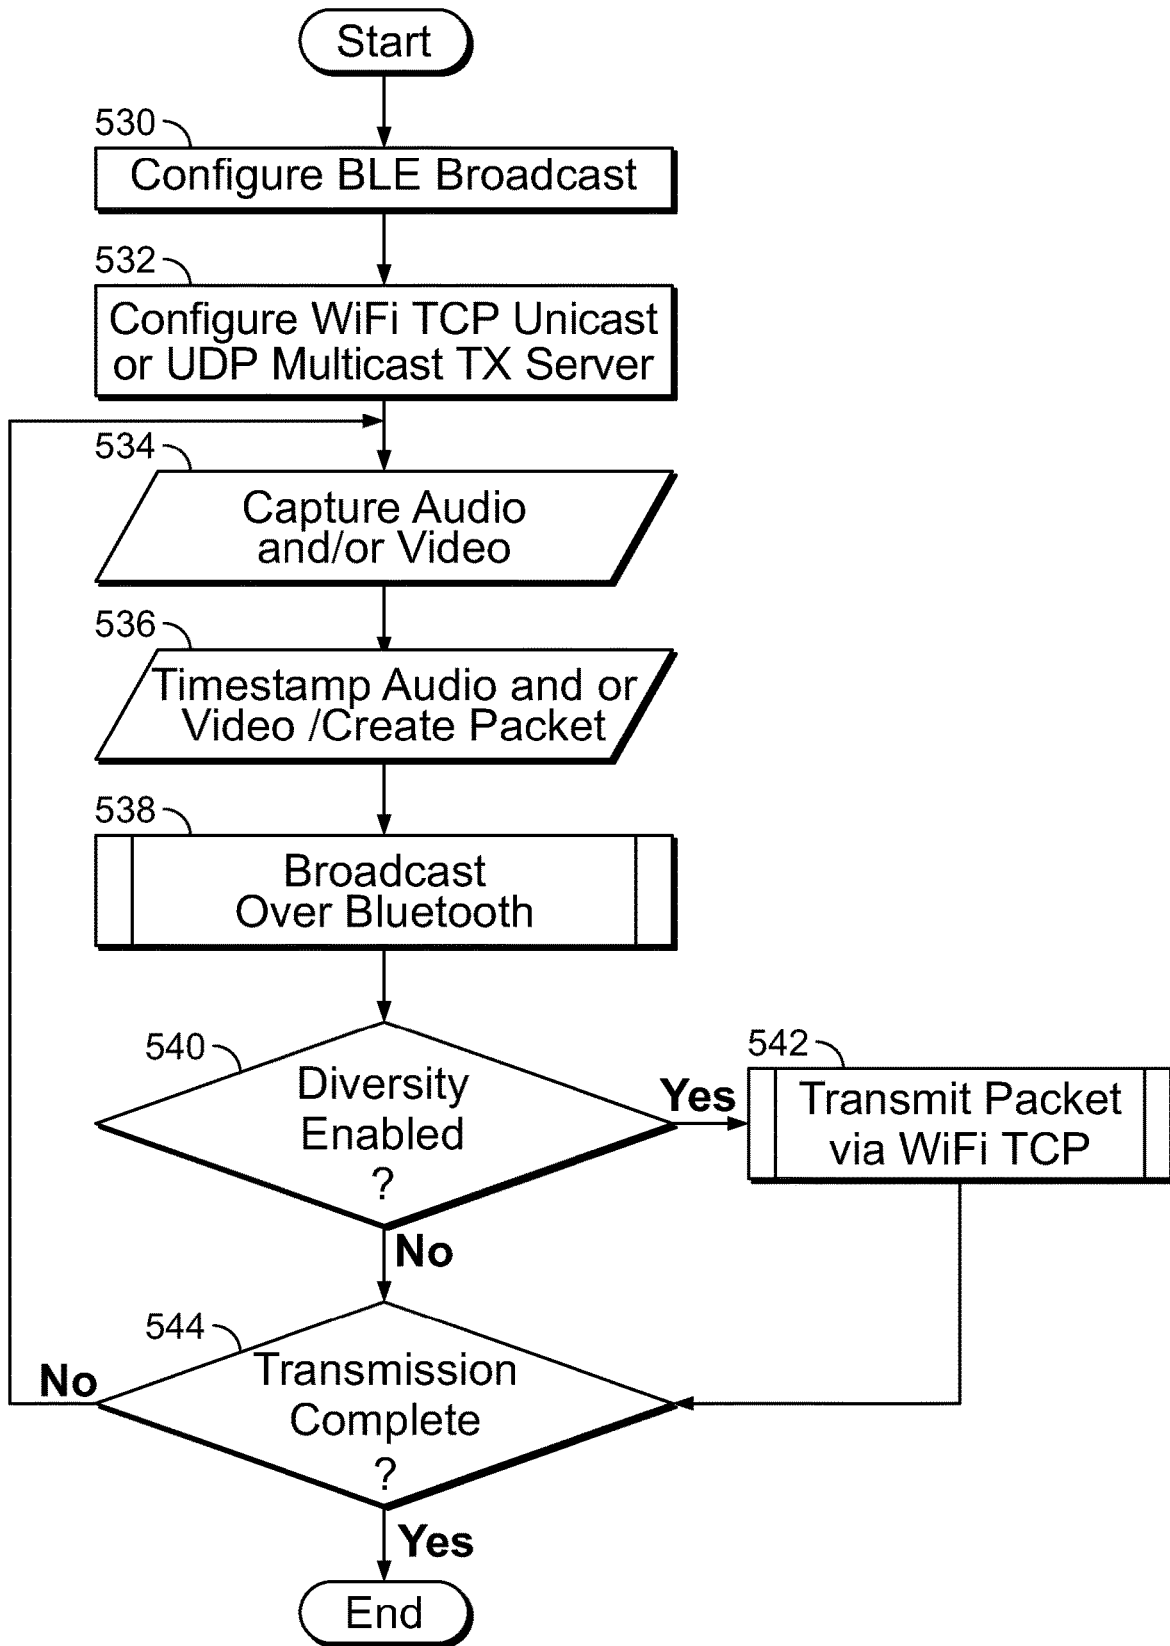 Start
530
Configure BLE Broadcast
532
Configure WiFi TCP Unicast
or UDP Multicast TX Server
534
Capture Audio
and/or Video
536
Timestamp Audio and or
Video /Create Packet
538
Broadcast
Over Bluetooth
540
Diversity
Enabled
?
Yes
542
Transmit Packet
via WiFi TCP
No
544
Transmission
Complete
?
No
Yes
End